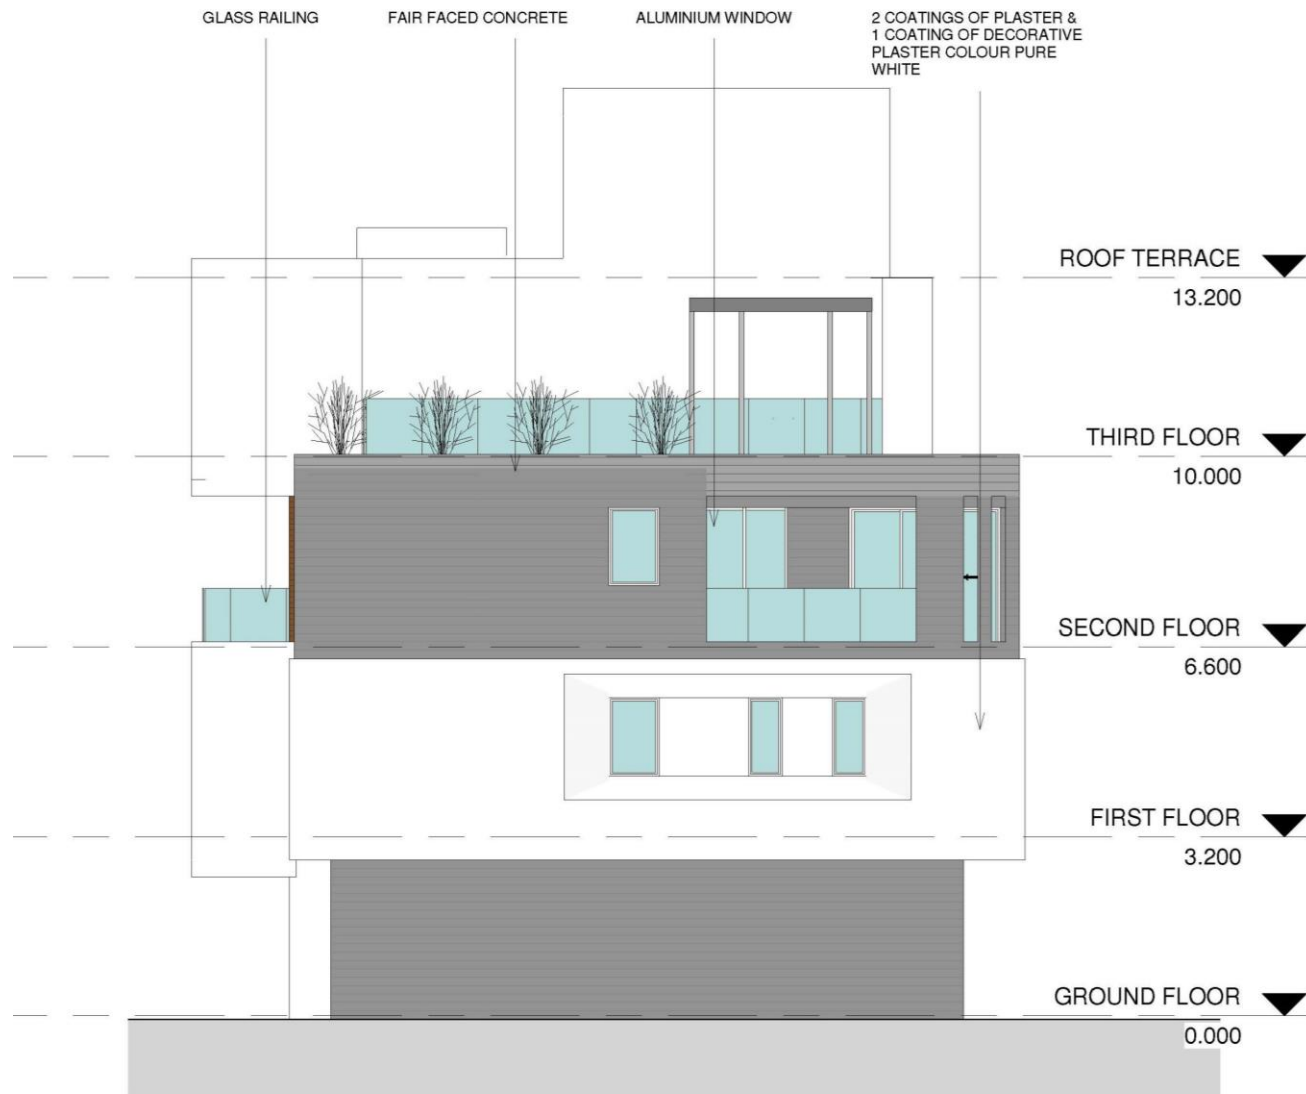 GLASS RAILING
FAIR FACED CONCRETE
ALUMINIUM WINDOW
2 COATINGS OF PLASTER &
1 COATING OF DECORATIVE
PLASTER COLOUR PURE
WHITE
ROOF TERRACE
13.200
THIRD FLOOR
10.000
SECOND FLOOR
6.600
FIRST FLOOR
3.200
GROUND FLOOR
0.000